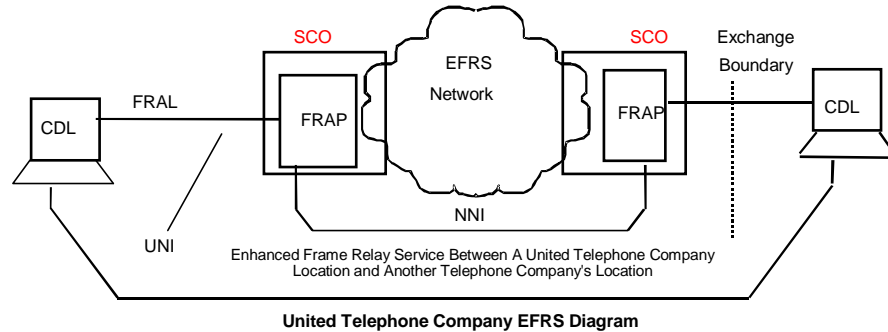 SCO
SCO
Exchange
Boundary
EFRS
Network
FRAL
CDL
FRAP
FRAP
CDL
NNI
UNI
Enhanced Frame Relay Service Between A United Telephone Company
Location and Another Telephone Company's Location
United Telephone Company EFRS Diagram